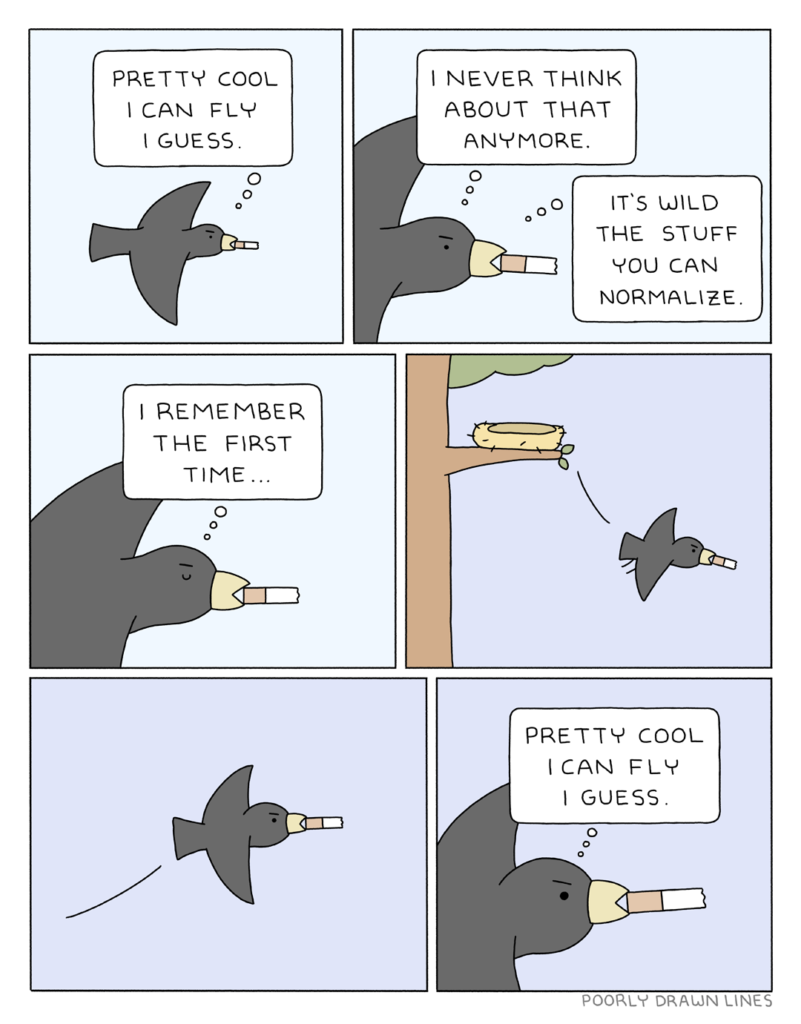 PRETTY COOL
I CAN FLY
I GUESS.
I NEVER THINK
ABOUT THAT
ANYMORE.
IT'S WILD
THE STUFF
YOU CAN
NORMALIZE.
I REMEMBER
THE FIRST
TIME...
PRETTY COOL
I CAN FLY
I GUESS.
POORLY DRAWN LINES